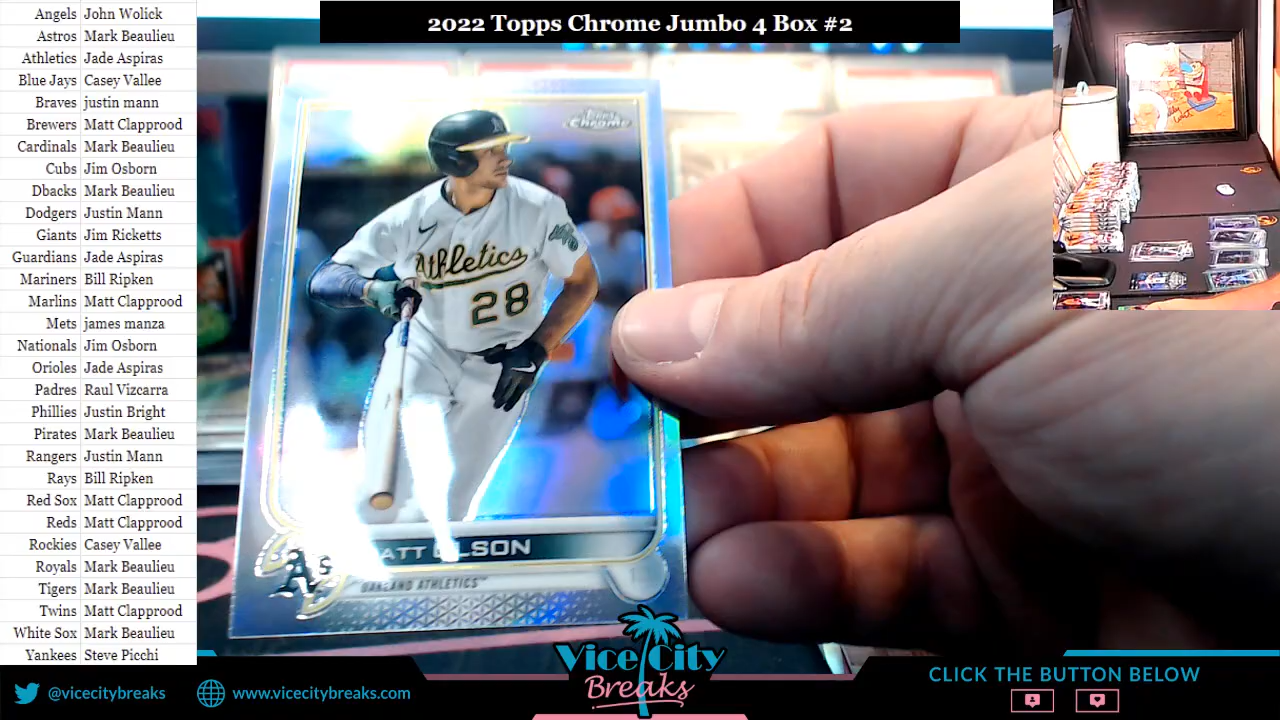 2022 Topps Chrome Jumbo 4 Box #2
Angels John Wolick
Astros Mark Beaulieu
Athletics Jade Aspiras
Blue Jays Casey Vallee
Braves justin mann
Brewers Matt Clapprood
Cardinals Mark Beaulieu
Cubs Jim Osborn
Dbacks Mark Beaulieu
Dodgers Justin Mann
Giants Jim Ricketts
Guardians Jade Aspiras
Mariners Bill Ripken
Marlins Matt Clapprood
Mets james manza
Nationals Jim Osborn
Orioles Jade Aspiras
Padres Raul Vizcarra
Phillies Justin Bright
Pirates Mark Beaulieu
Rangers Justin Mann
Rays Bill Ripken
Red Sox Matt Clapprood
Reds Matt Clapprood
Rockies Casey Vallee
Royals Mark Beaulieu
Tigers Mark Beaulieu
Twins Matt Clapprood
White Sox Mark Beaulieu
Yankees Steve Picchi
Topps
Chrome
Athletics
28
MATT OLSON
A's
OAKLAND ATHLETICS™
Vice City
Breaks
@vicecitybreaks
www.vicecitybreaks.com
CLICK THE BUTTON BELOW